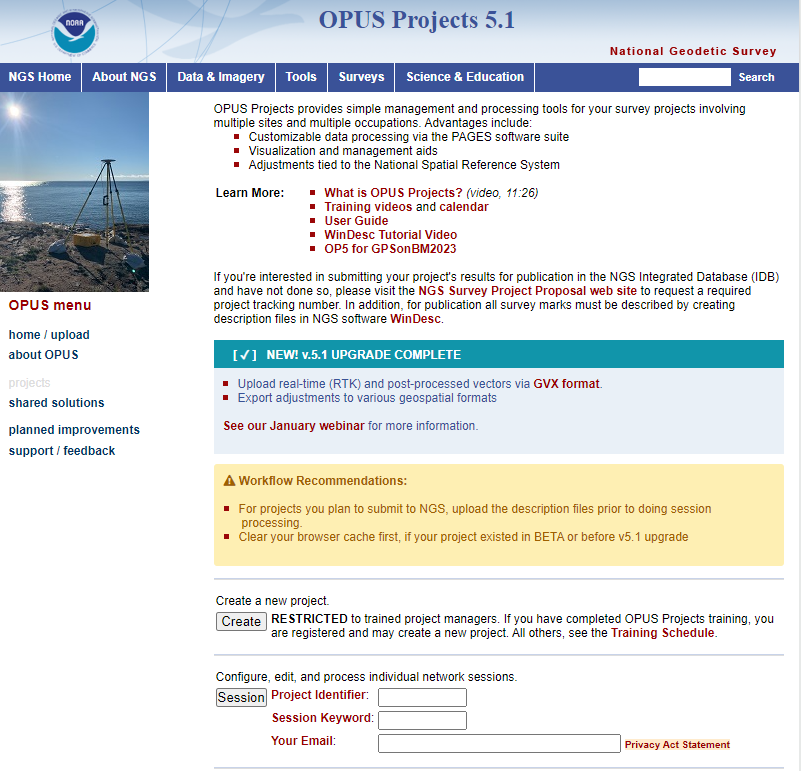 NOAA
OPUS Projects 5.1
National Geodetic Survey
NGS Home About NGS Data & Imagery Tools Surveys Science & Education Search
OPUS Projects provides simple management and processing tools for your survey projects involving
multiple sites and multiple occupations. Advantages include:
Customizable data processing via the PAGES software suite
Visualization and management aids
Adjustments tied to the National Spatial Reference System
Learn More:
What is OPUS Projects? (video, 11:26)
Training videos and calendar
User Guide
WinDesc Tutorial Video
OP5 for GPSonBM2023
If you're interested in submitting your project's results for publication in the NGS Integrated Database (IDB)
and have not done so, please visit the NGS Survey Project Proposal web site to request a required
project tracking number. In addition, for publication all survey marks must be described by creating
description files in NGS software WinDesc.
OPUS menu
home / upload
about OPUS
projects
shared solutions
planned improvements
support / feedback
[✓] NEW! v.5.1 UPGRADE COMPLETE
Upload real-time (RTK) and post-processed vectors via GVX format.
Export adjustments to various geospatial formats
See our January webinar for more information.
Workflow Recommendations:
For projects you plan to submit to NGS, upload the description files prior to doing session
processing.
Clear your browser cache first, if your project existed in BETA or before v5.1 upgrade
Create a new project.
Create RESTRICTED to trained project managers. If you have completed OPUS Projects training, you
are registered and may create a new project. All others, see the Training Schedule.
Configure, edit, and process individual network sessions.
Session Project Identifier:
Session Keyword:
Your Email: Privacy Act Statement